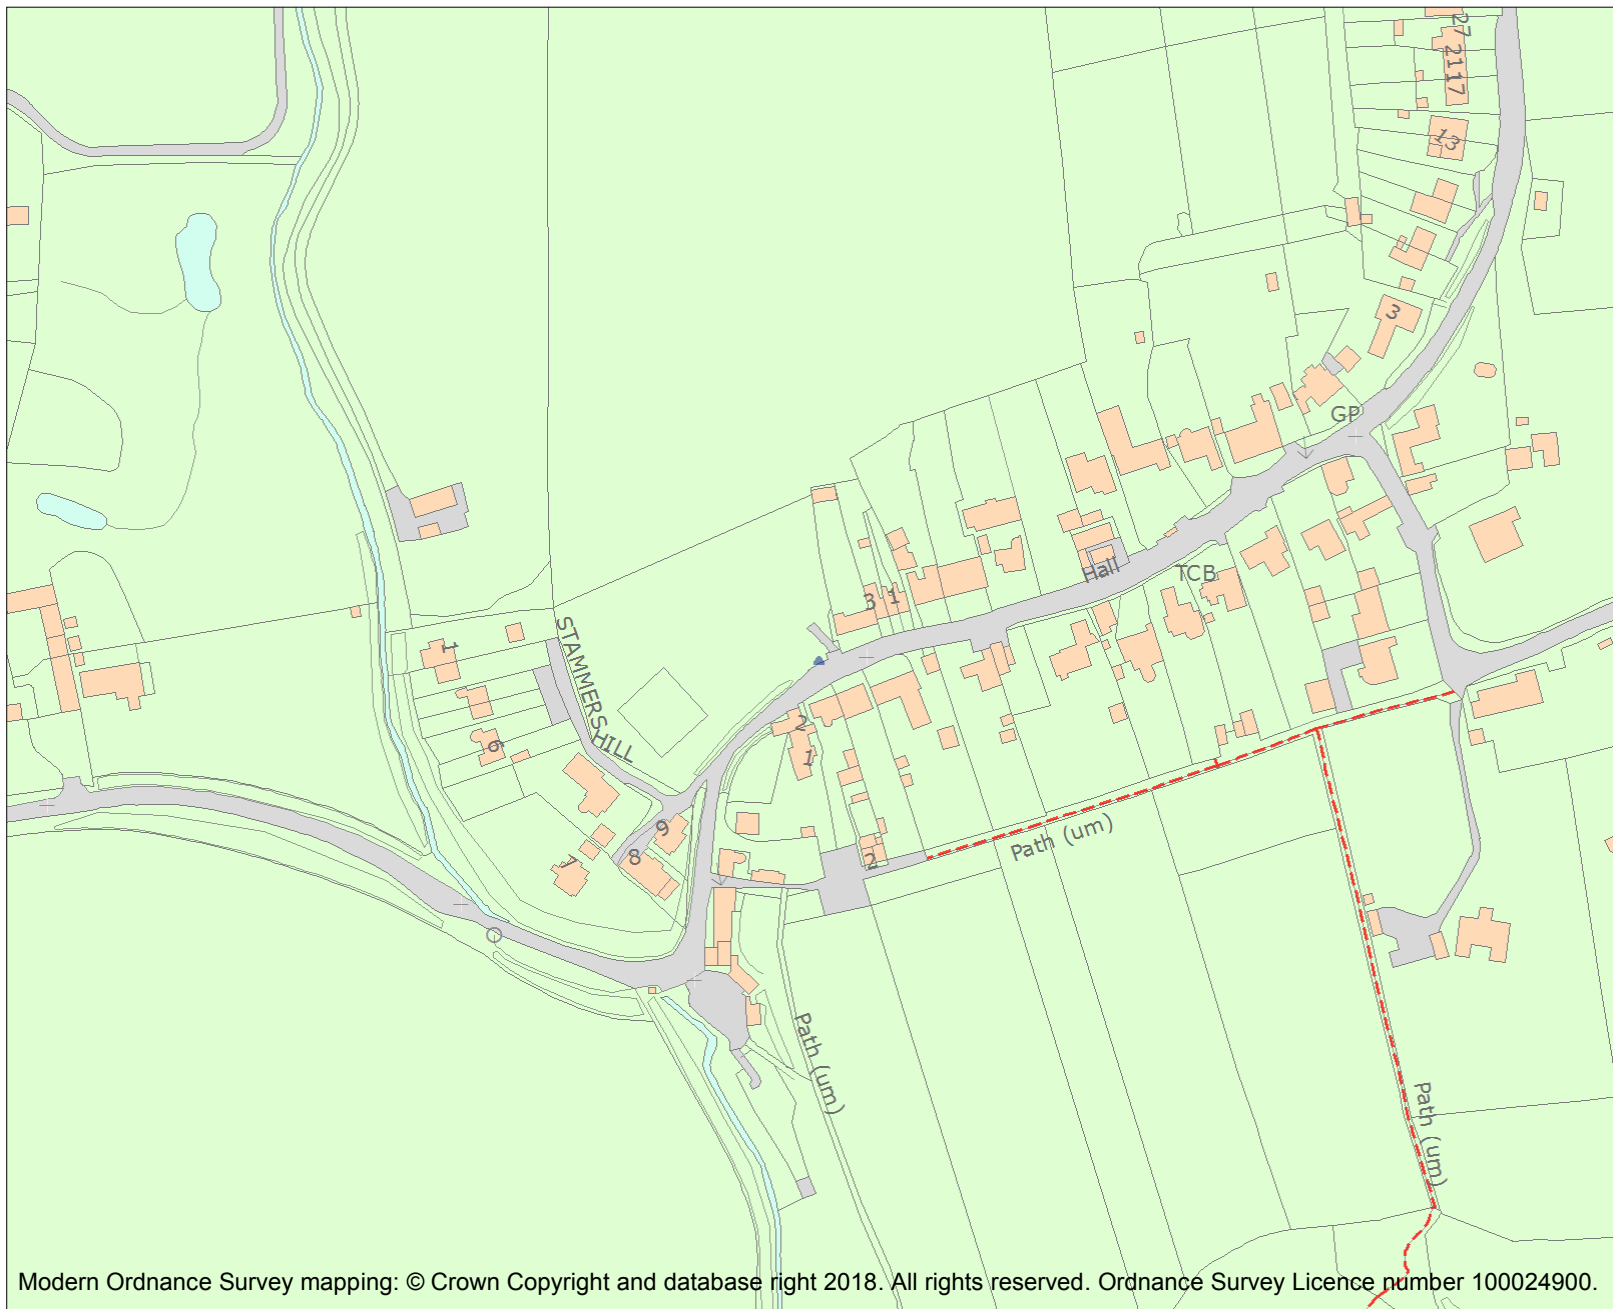 27
2117
13
3
GP
Hall
TCB
3 1
STAMMERS
HILL
1
6
2
1
9
8
7
2
Path (um)
Path (um)
Path (um)
Modern Ordnance Survey mapping: © Crown Copyright and database right 2018. All rights reserved. Ordnance Survey Licence number 100024900.